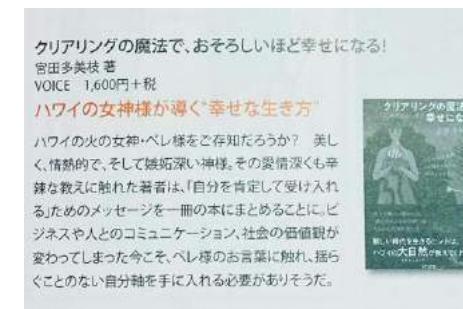 クリアリングの魔法で、おそろしいほど幸せになる!
宮田多美枝 著
VOICE 1,600円+税
ハワイの女神様が導く“幸せな生き方”
ハワイの火の女神・ペレ様をご存知だろうか? 美し
く、情熱的で、そして嫉妬深い神様。その愛情深くも辛
辣な教えに触れた著者は、「自分を肯定して受け入れ
る」ためのメッセージを一冊の本にまとめることに。ビ
ジネスや人とのコミュニケーション、社会の価値観が
変わってしまった今こそ、ペレ様のお言葉に触れ、揺ら
ぐことのない自分軸を手に入れる必要がありそうだ。
クリアリングの魔法
幸せにな
大自然